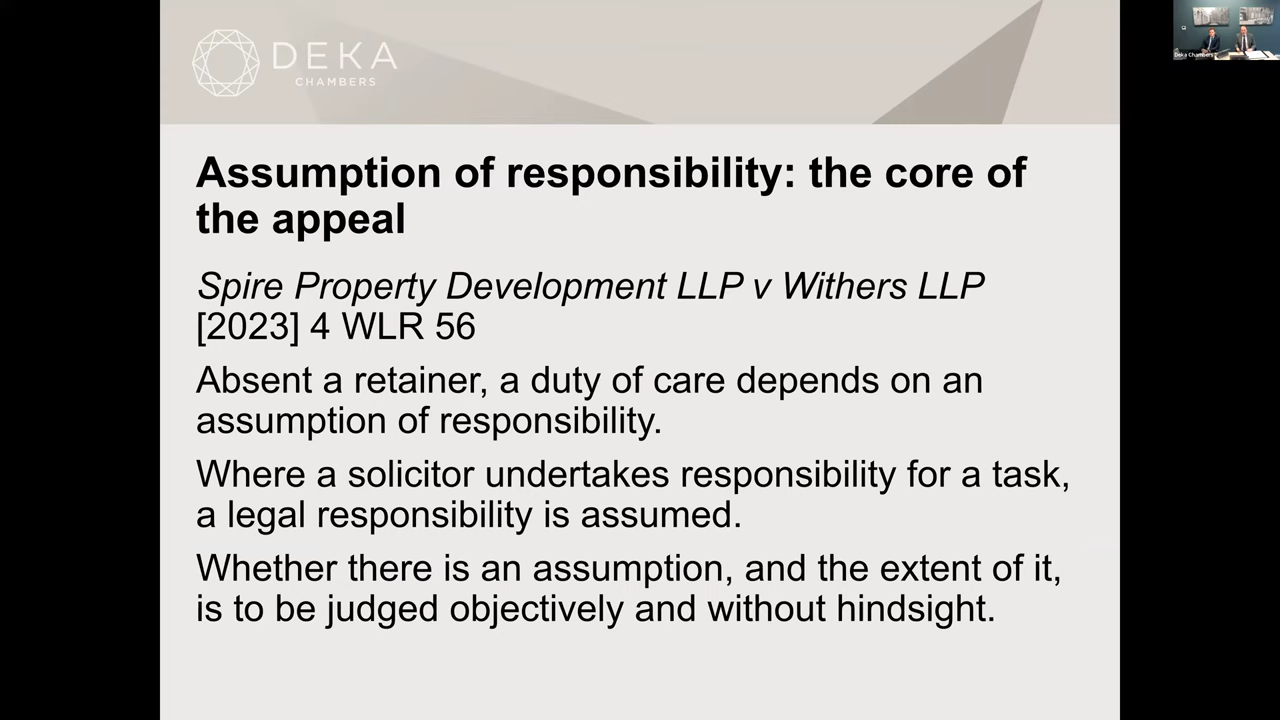 DEKA
CHAMBERS
Assumption of responsibility: the core of
the appeal
Spire Property Development LLP v Withers LLP
[2023] 4 WLR 56
Absent a retainer, a duty of care depends on an
assumption of responsibility.
Where a solicitor undertakes responsibility for a task,
a legal responsibility is assumed.
Whether there is an assumption, and the extent of it,
is to be judged objectively and without hindsight.
Deka Chambers